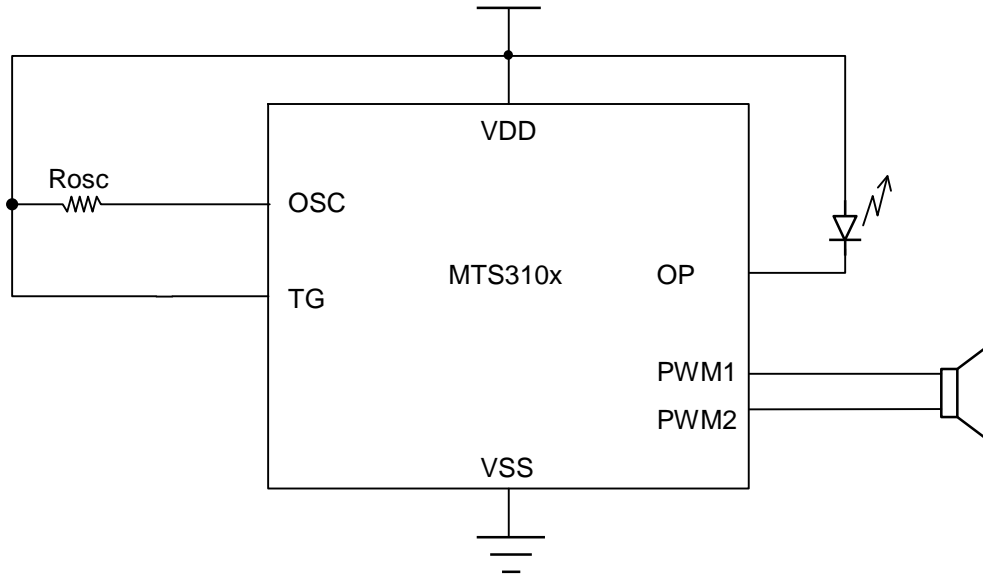 VDD
Rosc
OSC
MTS310x
OP
TG
PWM1
PWM2
VSS